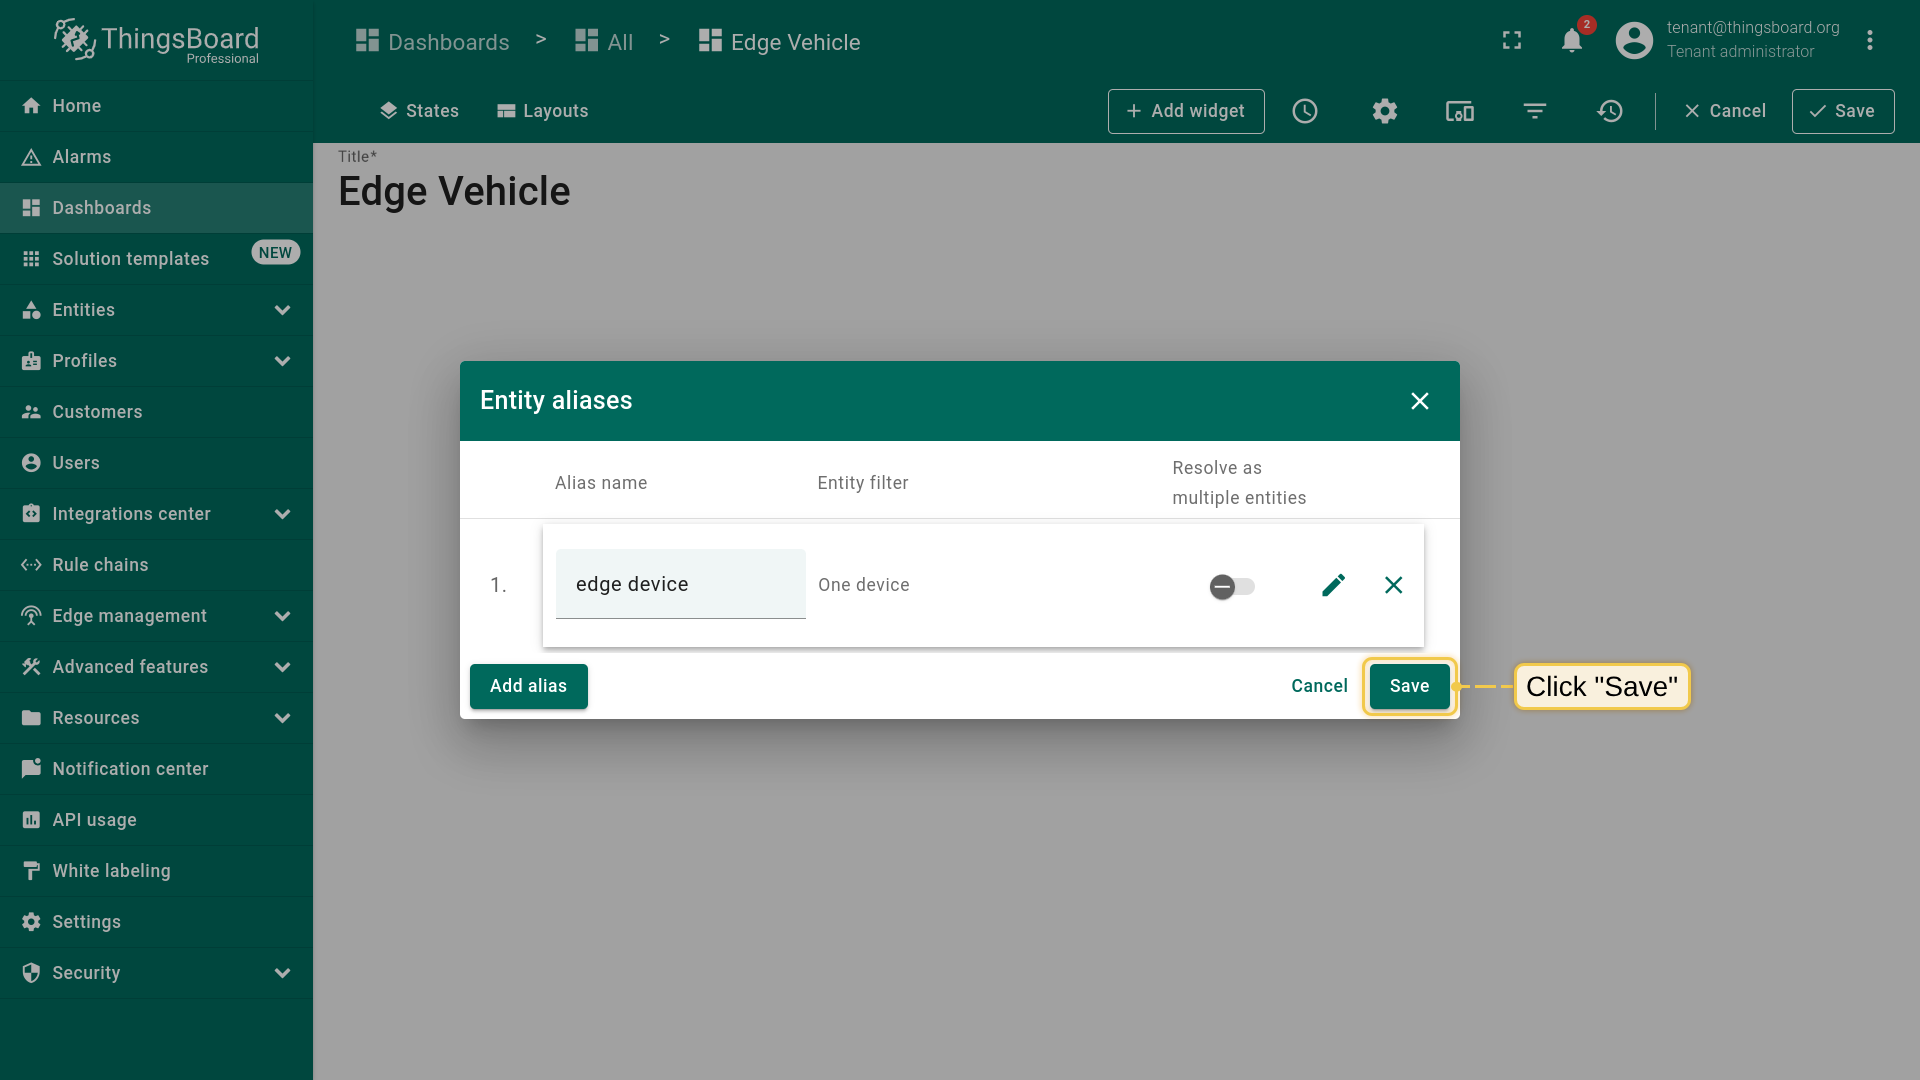 ThingsBoard
Professional
Dashboards > All > Edge Vehicle
2
tenant@thingsboard.org
Tenant administrator
Home
Alarms
Dashboards
Solution templates NEW
Entities
Profiles
Customers
Users
Integrations center
Rule chains
Edge management
Advanced features
Resources
Notification center
API usage
White labeling
Settings
Security
States Layouts + Add widget Cancel Save
Title*
Edge Vehicle
Entity aliases
Alias name Entity filter Resolve as
multiple entities
1. edge device One device
Add alias Cancel Save
Click "Save"